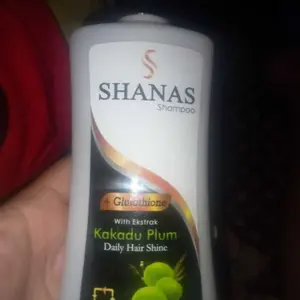 SHANAS
Shampoo
+ Glutathione
With Ekstrak
Kakadu Plum
Daily Hair Shine